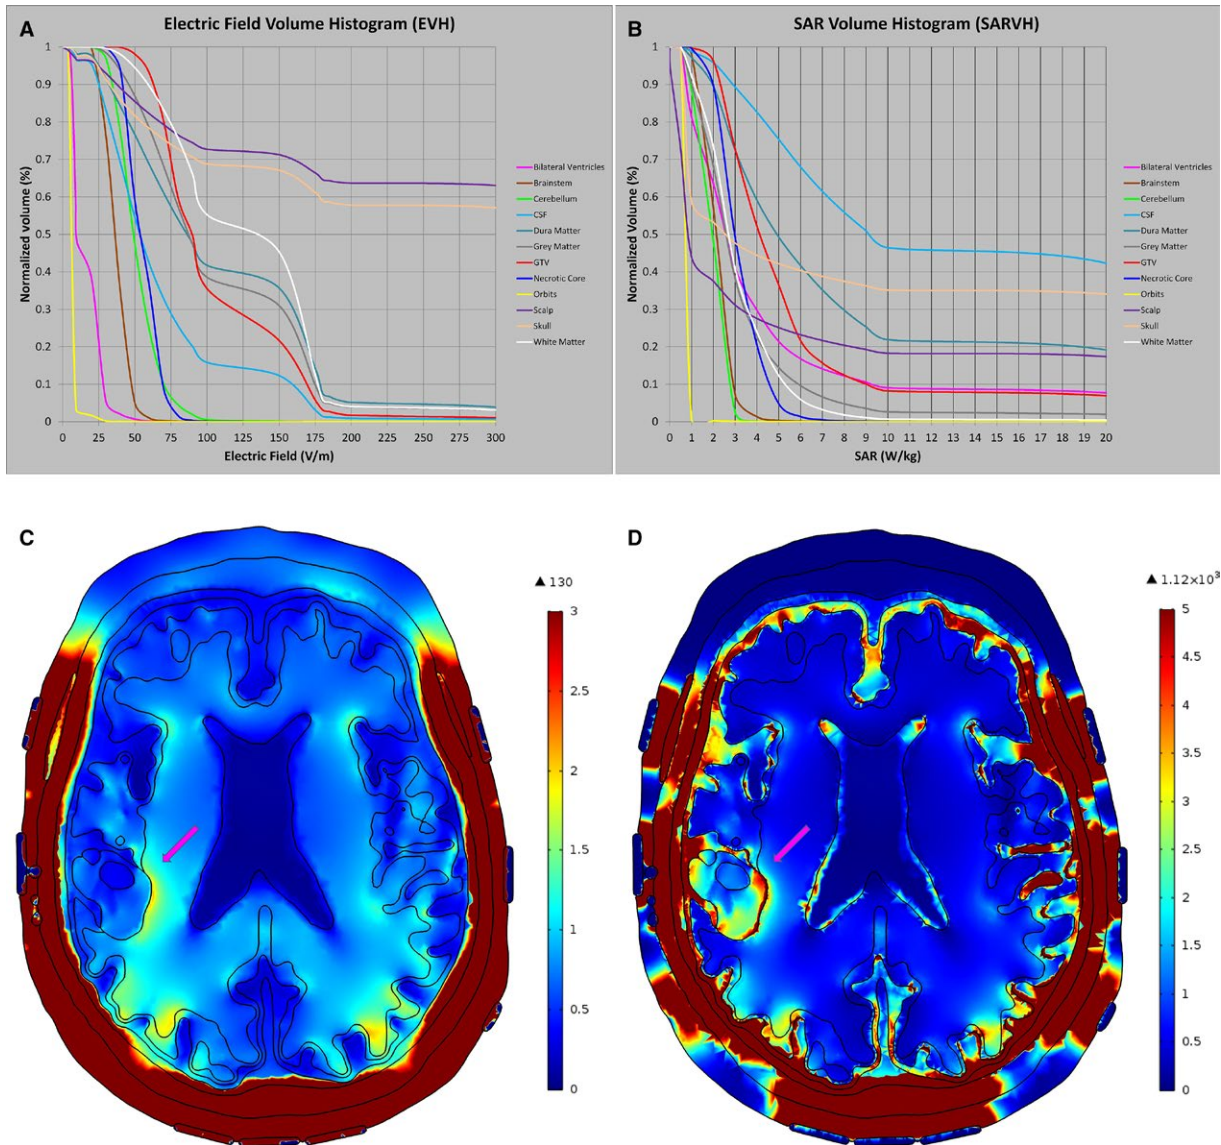 A
Electric Field Volume Histogram (EVH)
Normalized volume (%)
1
0.9
0.8
0.7
0.6
0.5
0.4
0.3
0.2
0.1
0
0 25 50 75 100 125 150 175 200 225 250 275 300
Electric Field (V/m)
Bilateral Ventricles
Brainstem
Cerebellum
CSF
Dura Matter
Grey Matter
GTV
Necrotic Core
Orbits
Scalp
Skull
White Matter
B
SAR Volume Histogram (SARVH)
Normalized Volume (%)
1
0.9
0.8
0.7
0.6
0.5
0.4
0.3
0.2
0.1
0
0 1 2 3 4 5 6 7 8 9 10 11 12 13 14 15 16 17 18 19 20
SAR (W/kg)
Bilateral Ventricles
Brainstem
Cerebellum
CSF
Dura Matter
Grey Matter
GTV
Necrotic Core
Orbits
Scalp
Skull
White Matter
C
▲ 130
3
2.5
2
1.5
1
0.5
0
D
▲ 1.12×10³
5
4.5
4
3.5
3
2.5
2
1.5
1
0.5
0